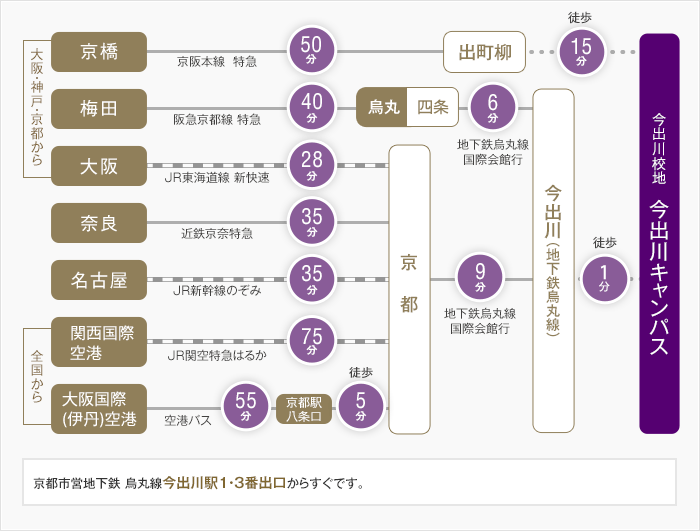 大阪・神戸・京都から
京橋
京阪本線 特急
50分
出町柳
徒歩
15分
梅田
阪急京都線 特急
40分
烏丸 四条
6分
地下鉄烏丸線
国際会館行
大阪
JR東海道線 新快速
28分
奈良
近鉄京奈特急
35分
名古屋
JR新幹線のぞみ
35分
全国から
関西国際
空港
JR関空特急はるか
75分
大阪国際
(伊丹)空港
空港バス
55分
京都駅
八条口
徒歩
5分
京都
9分
地下鉄烏丸線
国際会館行
今出川(地下鉄烏丸線)
徒歩
1分
今出川校地 今出川キャンパス
京都市営地下鉄 烏丸線今出川駅1・3番出口からすぐです。